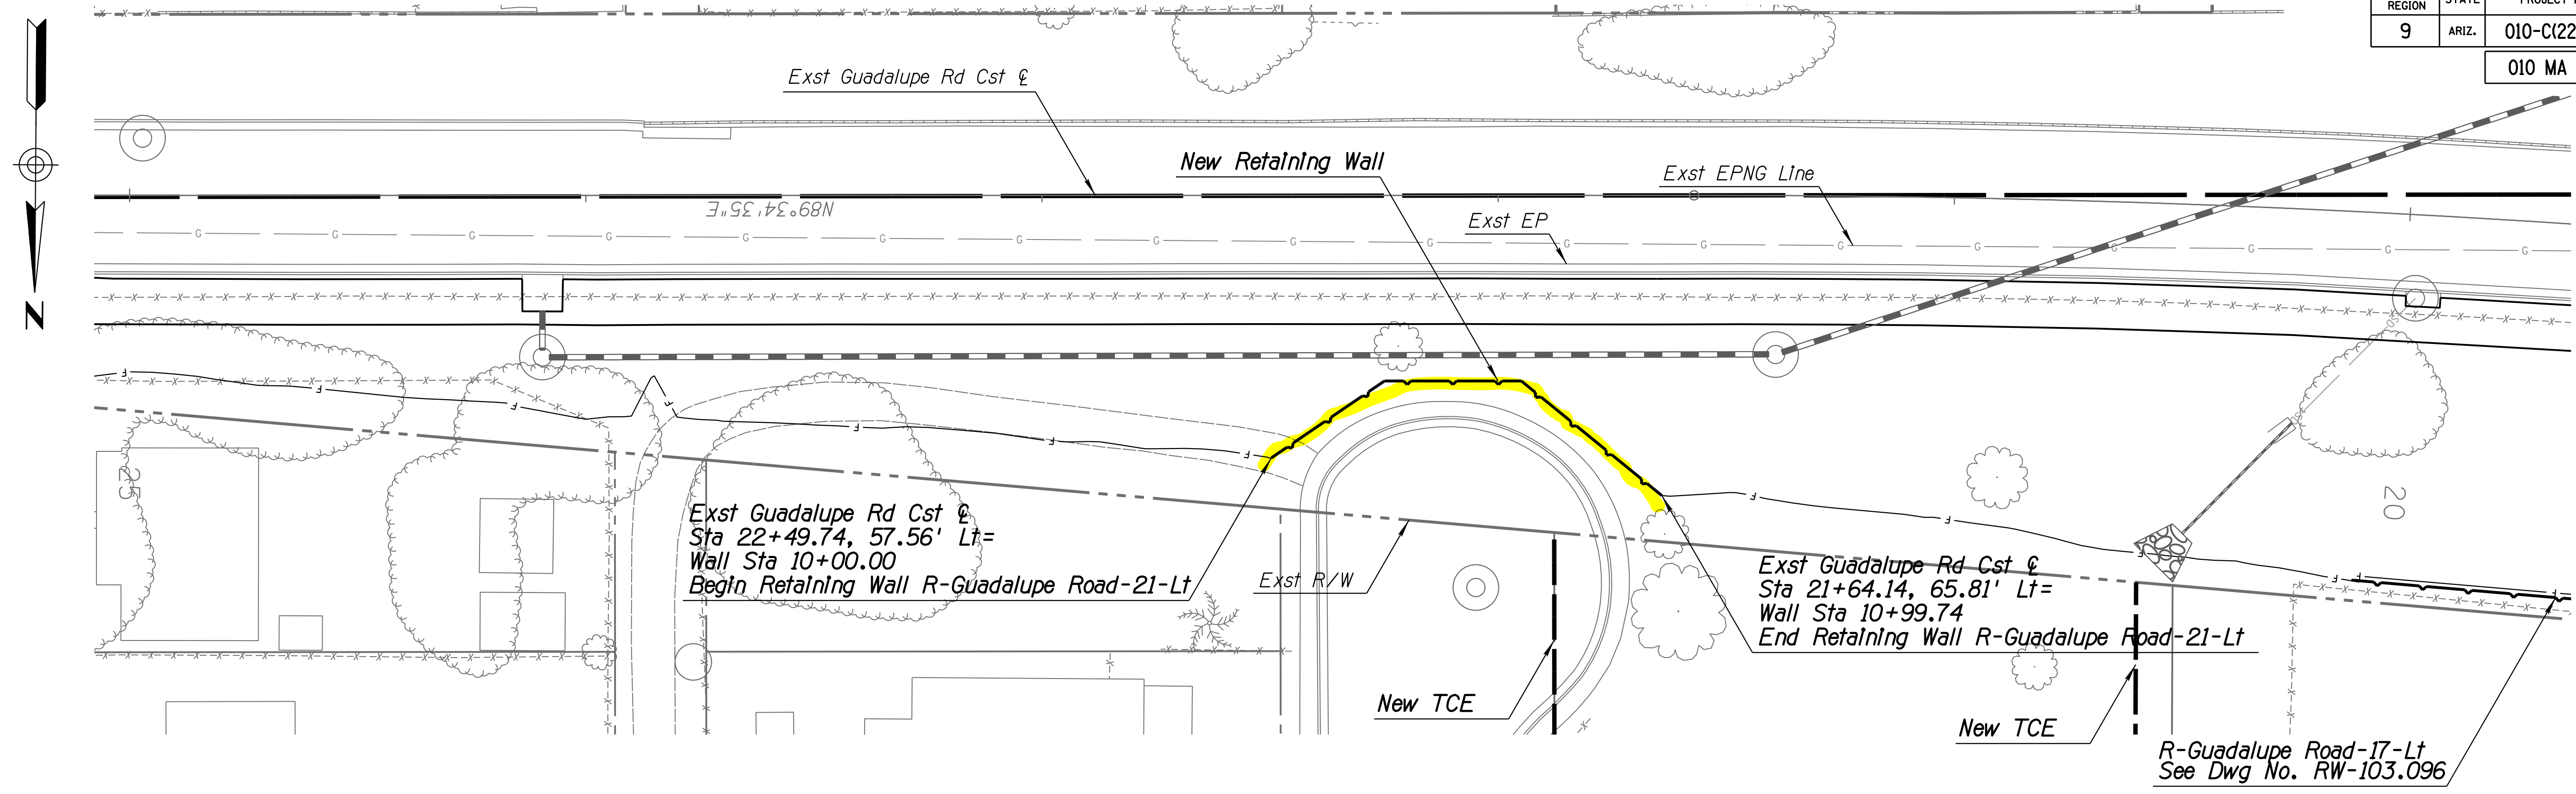 REGION
STATE
PROJECT
9
ARIZ.
010-C(22
010 MA
Exst Guadalupe Rd Cst ℄
New Retaining Wall
Exst EPNG Line
N89°34'35"E
Exst EP
G G G G G G G G G G G G G G G G G G
N
25
20
F F F F F F F F F F F F
Exst Guadalupe Rd Cst ℄
Sta 22+49.74, 57.56' Lt=
Wall Sta 10+00.00
Begin Retaining Wall R-Guadalupe Road-21-Lt
Exst R/W
Exst Guadalupe Rd Cst ℄
Sta 21+64.14, 65.81' Lt=
Wall Sta 10+99.74
End Retaining Wall R-Guadalupe Road-21-Lt
New TCE
New TCE
R-Guadalupe Road-17-Lt
See Dwg No. RW-103.096